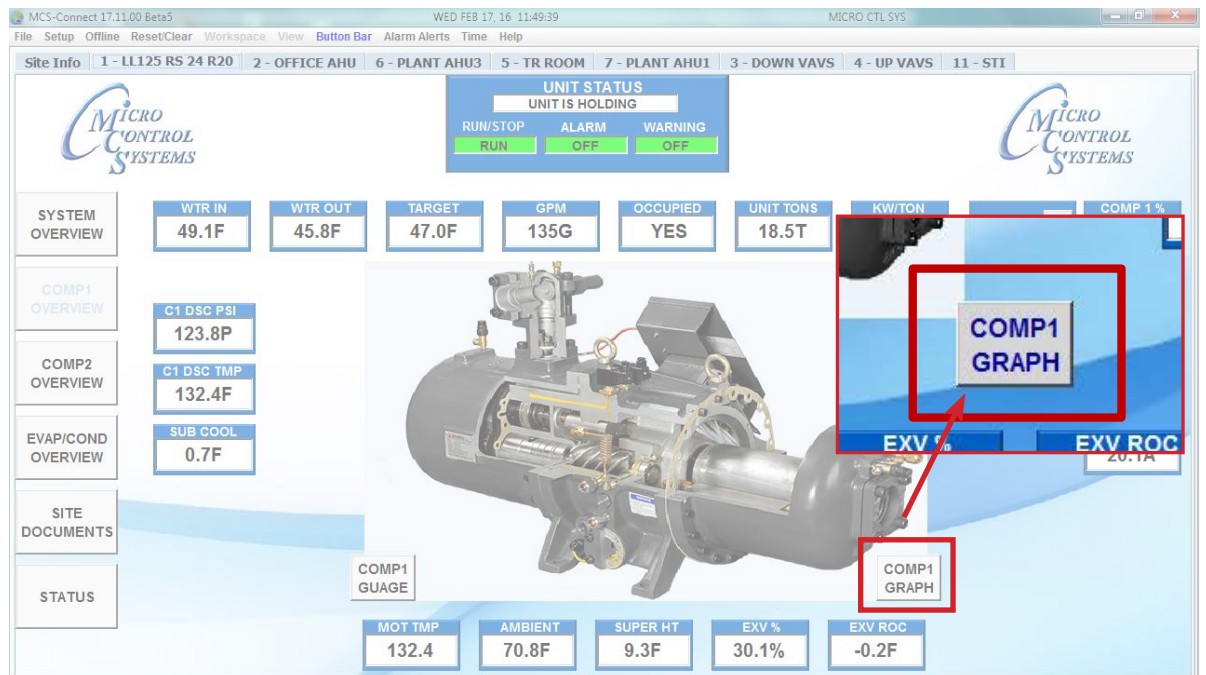 MCS-Connect 17.11.00 Beta5 WED FEB 17, 16 11:49:39 MICRO CTL SYS
File Setup Offline Reset/Clear Workspace View Button Bar Alarm Alerts Time Help
Site Info 1 - LL125 RS 24 R20 2 - OFFICE AHU 6 - PLANT AHU3 5 - TR ROOM 7 - PLANT AHU1 3 - DOWN VAVS 4 - UP VAVS 11 - STI
MICRO
CONTROL
SYSTEMS
UNIT STATUS
UNIT IS HOLDING
RUN/STOP ALARM WARNING
RUN OFF OFF
MICRO
CONTROL
SYSTEMS
SYSTEM
OVERVIEW
WTR IN WTR OUT TARGET GPM OCCUPIED UNIT TONS KW/TON COMP 1 %
49.1F 45.8F 47.0F 135G YES 18.5T
COMP1
OVERVIEW
C1 DSC PSI
123.8P
COMP1
GRAPH
COMP2
OVERVIEW
C1 DSC TMP
132.4F
EVAP/COND
OVERVIEW
SUB COOL
0.7F
EXV % EXV ROC
20.1A
SITE
DOCUMENTS
COMP1
GUAGE
COMP1
GRAPH
STATUS
MOT TMP AMBIENT SUPER HT EXV % EXV ROC
132.4 70.8F 9.3F 30.1% -0.2F